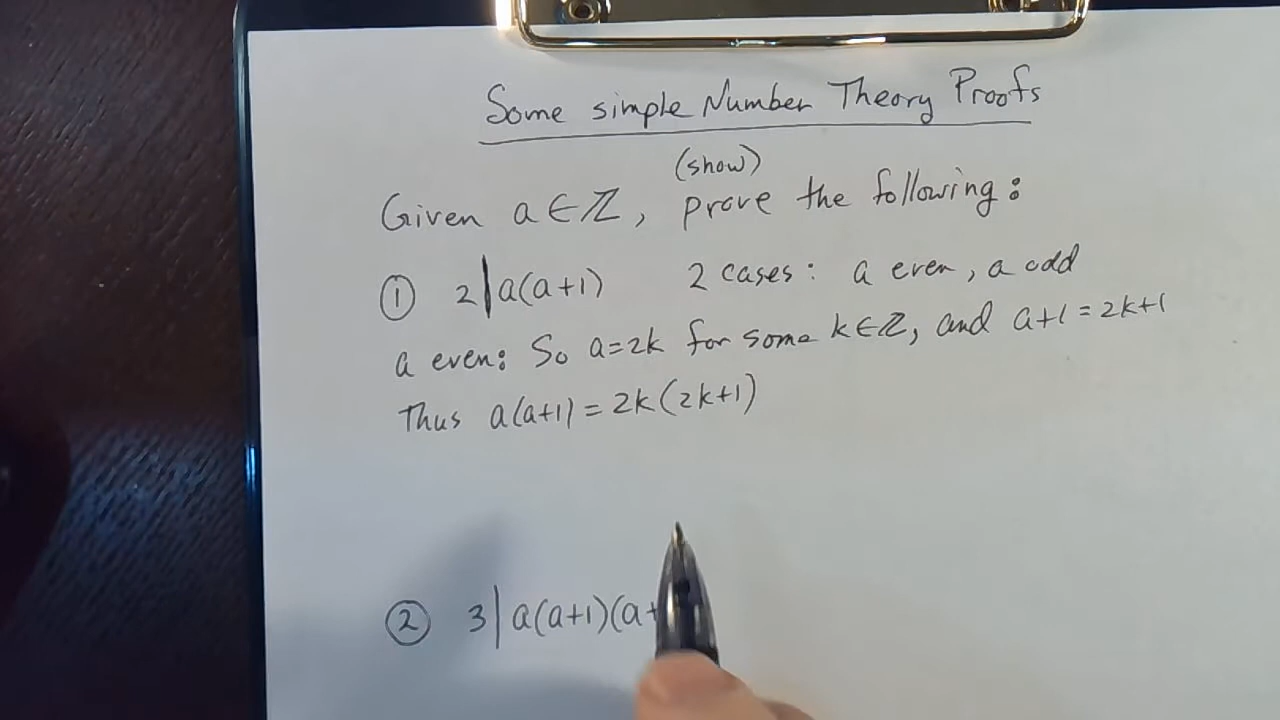 Some simple Number Theory Proofs
(show)
Given a ∈ ℤ, prove the following:
① 2|a(a+1) 2 cases: a even, a odd
a even: So a=2k for some k∈ℤ, and a+1=2k+1
Thus a(a+1)=2k(2k+1)
② 3|a(a+1)(a+